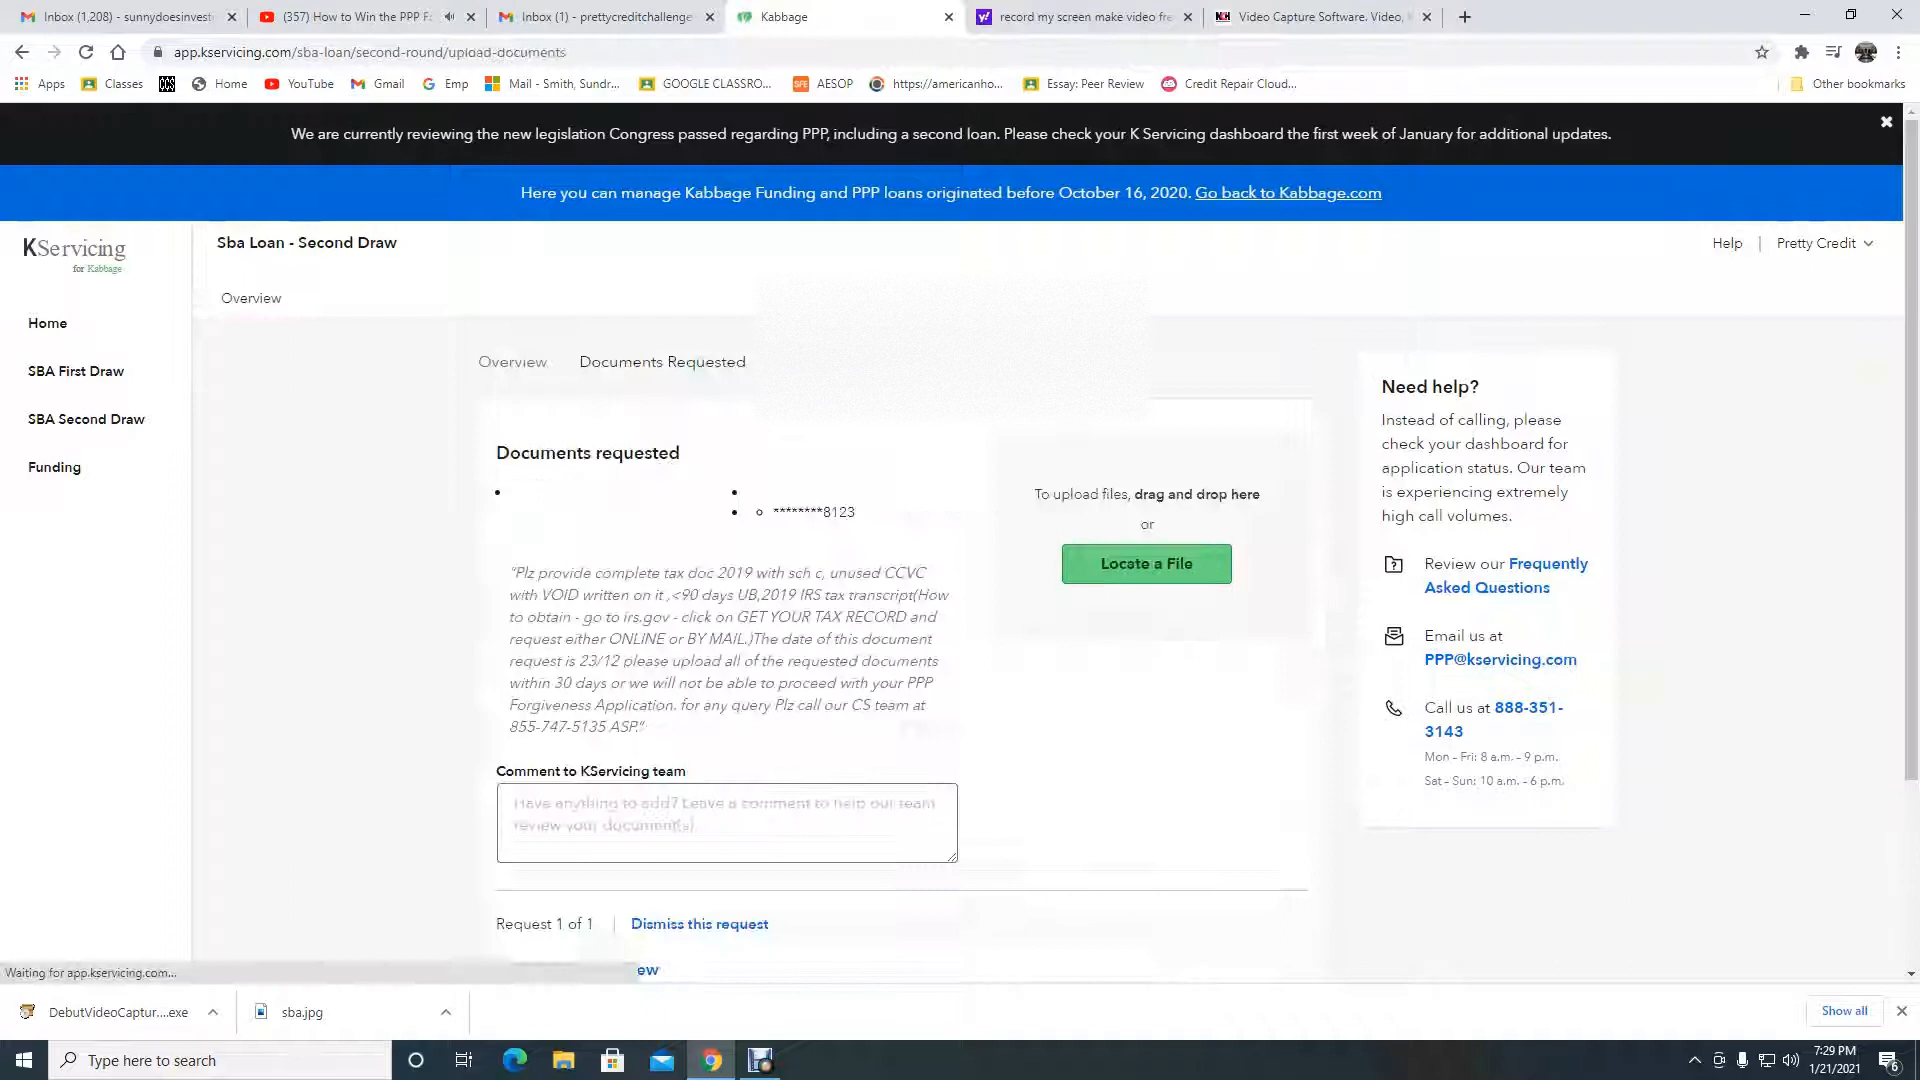 Inbox (1,208) - sunnydoesinvest
(357) How to Win the PPP F
Inbox (1) - prettycreditchallenge
Kabbage
record my screen make video fre
Video Capture Software. Video,
app.kservicing.com/sba-loan/second-round/upload-documents
Apps
Classes
CCS
Home
YouTube
Gmail
Emp
Mail - Smith, Sundr...
GOOGLE CLASSRO...
AESOP
https://americanho...
Essay: Peer Review
Credit Repair Cloud...
Other bookmarks
We are currently reviewing the new legislation Congress passed regarding PPP, including a second loan. Please check your K Servicing dashboard the first week of January for additional updates.
Here you can manage Kabbage Funding and PPP loans originated before October 16, 2020. Go back to Kabbage.com
KServicing
for Kabbage
Sba Loan - Second Draw
Help
Pretty Credit
Overview
Home
SBA First Draw
SBA Second Draw
Funding
Overview
Documents Requested
Documents requested
********8123
"Plz provide complete tax doc 2019 with sch c, unused CCVC
with VOID written on it ,<90 days UB,2019 IRS tax transcript(How
to obtain - go to irs.gov - click on GET YOUR TAX RECORD and
request either ONLINE or BY MAIL.)The date of this document
request is 23/12 please upload all of the requested documents
within 30 days or we will not be able to proceed with your PPP
Forgiveness Application. for any query Plz call our CS team at
855-747-5135 ASP."
Comment to KServicing team
Have anything to add? Leave a comment to help our team
review your document(s)
Request 1 of 1
Dismiss this request
ew
To upload files, drag and drop here
or
Locate a File
Need help?
Instead of calling, please
check your dashboard for
application status. Our team
is experiencing extremely
high call volumes.
Review our Frequently
Asked Questions
Email us at
PPP@kservicing.com
Call us at 888-351-
3143
Mon - Fri: 8 a.m. - 9 p.m.
Sat - Sun: 10 a.m. - 6 p.m.
Waiting for app.kservicing.com...
DebutVideoCaptur....exe
sba.jpg
Show all
Type here to search
7:29 PM
1/21/2021
6